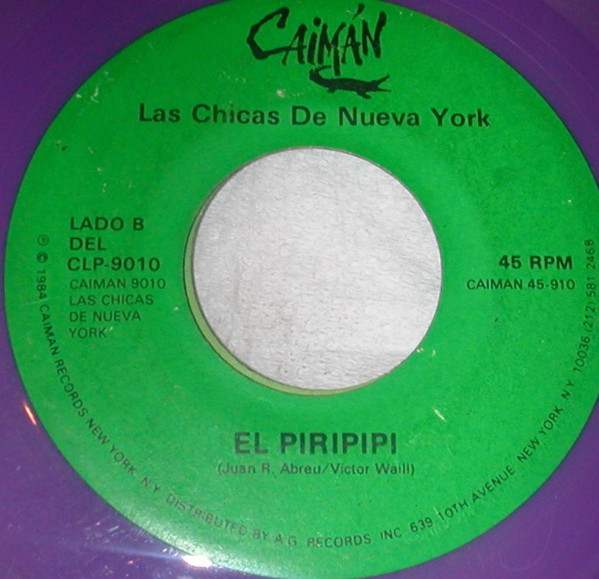 CAIMÁN
Las Chicas De Nueva York
LADO B
DEL
CLP-9010
CAIMAN 9010
LAS CHICAS
DE NUEVA
YORK
45 RPM
CAIMAN 45-910
EL PIRIPIPI
(Juan R. Abreu/Victor Waill)
℗ © 1984 CAIMAN RECORDS NEW YORK, N.Y. DISTRIBUTED BY A.G. RECORDS, INC 639 10TH AVENUE, NEW YORK, N.Y. 10036 (212) 581 2468